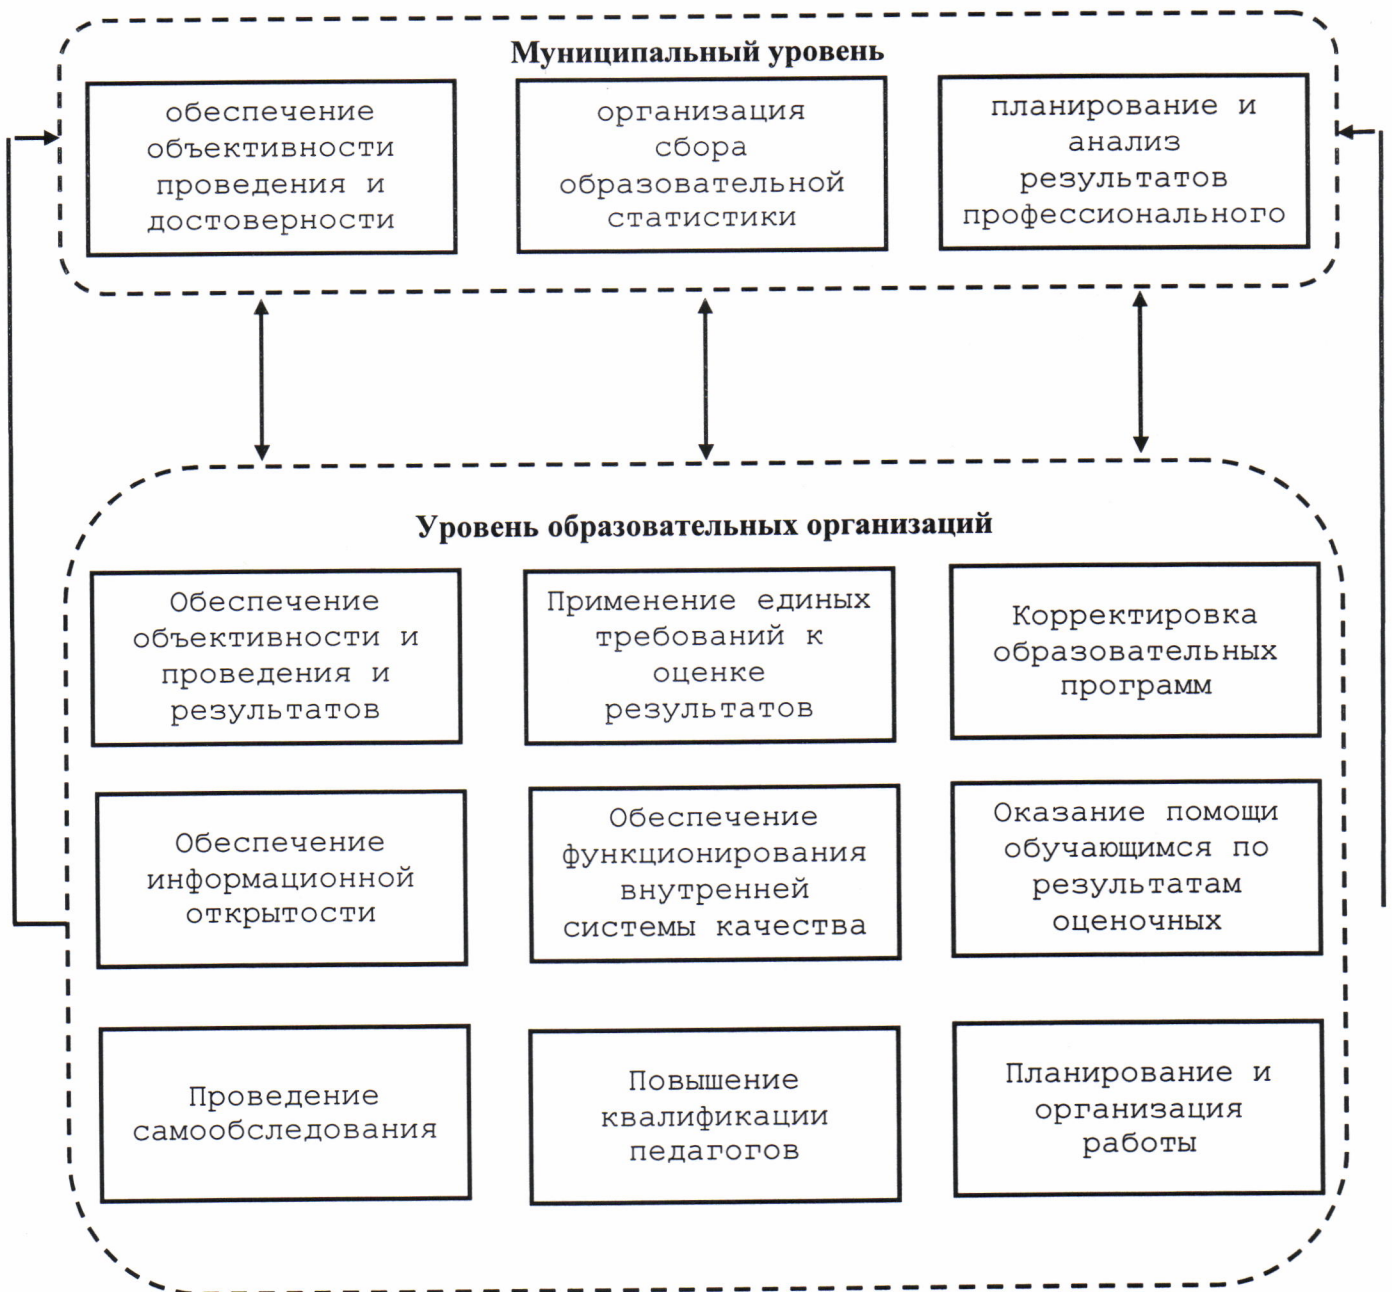 Муниципальный уровень
обеспечение
объективности
проведения и
достоверности
организация
сбора
образовательной
статистики
планирование и
анализ
результатов
профессионального
Уровень образовательных организаций
Обеспечение
объективности и
проведения и
результатов
Применение единых
требований к
оценке
результатов
Корректировка
образовательных
программ
Обеспечение
информационной
открытости
Обеспечение
функционирования
внутренней
системы качества
Оказание помощи
обучающимся по
результатам
оценочных
Проведение
самообследования
Повышение
квалификации
педагогов
Планирование и
организация
работы